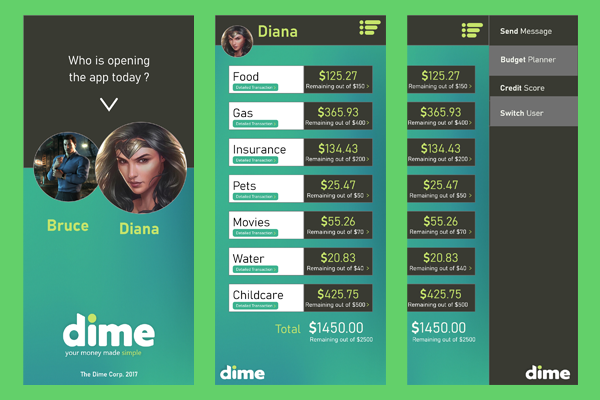 Who is opening
the app today ?
Bruce
Diana
dime
your money made simple
The Dime Corp. 2017
Diana
Food
Detailed Transaction >
$125.27
Remaining out of $150 >
Gas
Detailed Transaction >
$365.93
Remaining out of $400 >
Insurance
Detailed Transaction >
$134.43
Remaining out of $200 >
Pets
Detailed Transaction >
$25.47
Remaining out of $50 >
Movies
Detailed Transaction >
$55.26
Remaining out of $70 >
Water
Detailed Transaction >
$20.83
Remaining out of $40 >
Childcare
Detailed Transaction >
$425.75
Remaining out of $500 >
Total $1450.00
Remaining out of $2500
dime
$125.27
Remaining out of $150 >
$365.93
Remaining out of $400 >
$134.43
Remaining out of $200 >
$25.47
Remaining out of $50 >
$55.26
Remaining out of $70 >
$20.83
Remaining out of $40 >
$425.75
Remaining out of $500
$1450.00
Remaining out of $2500
Send Message
Budget Planner
Credit Score
Switch User
dime